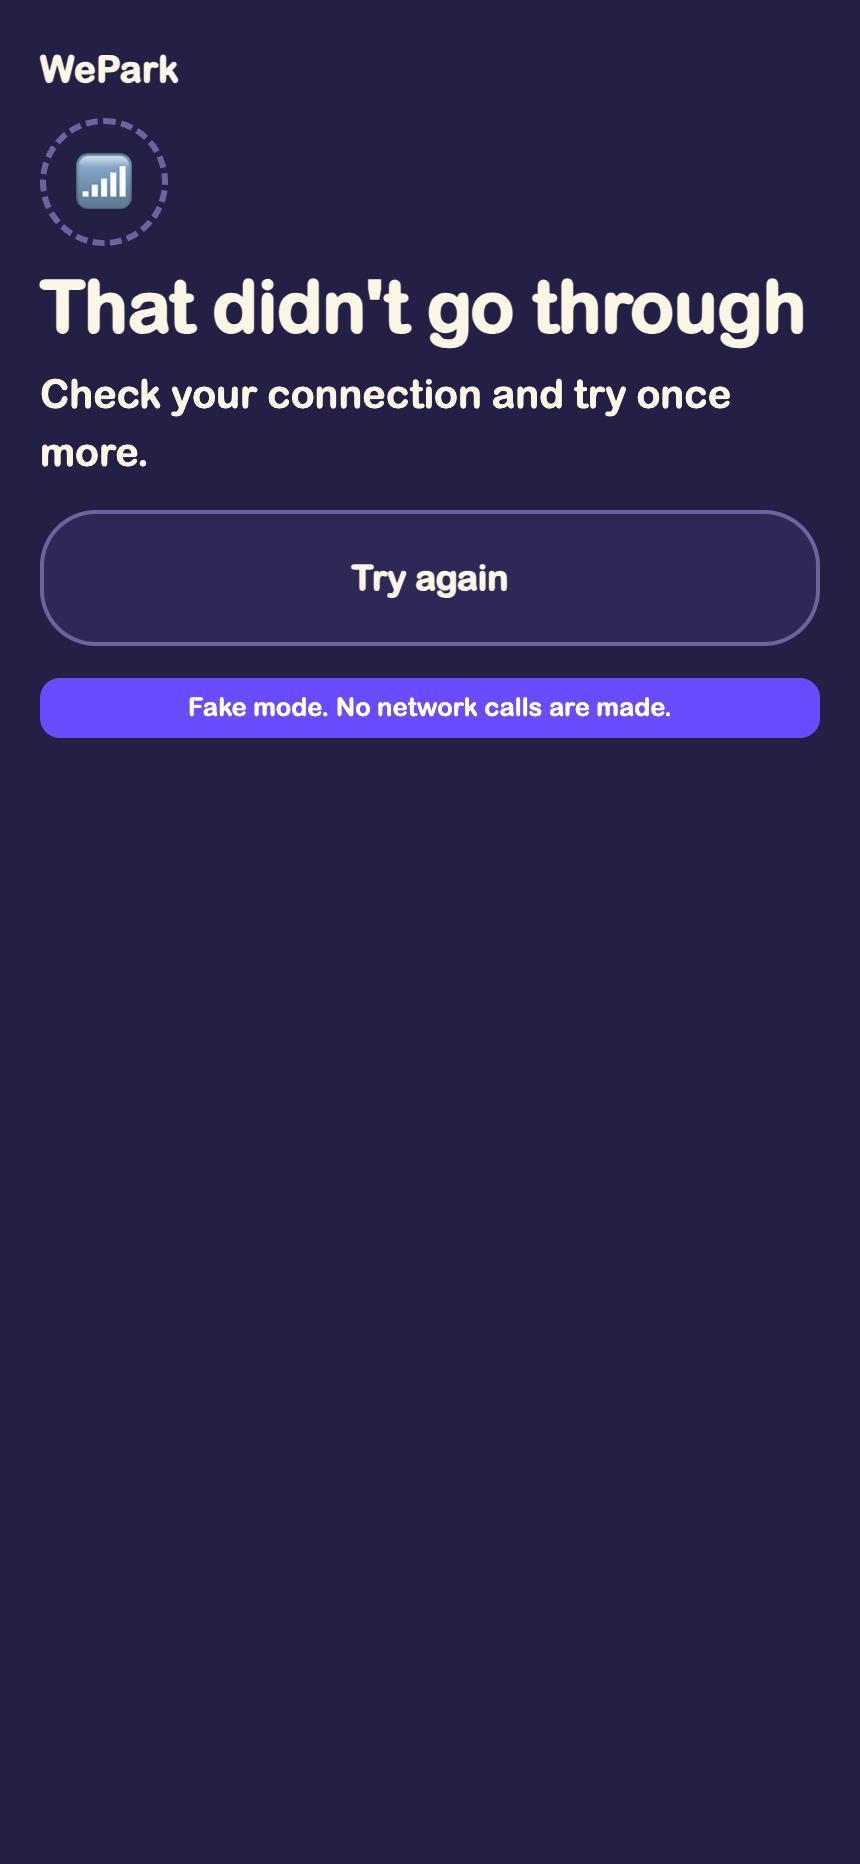 WePark
That didn't go through
Check your connection and try once
more.
Try again
Fake mode. No network calls are made.